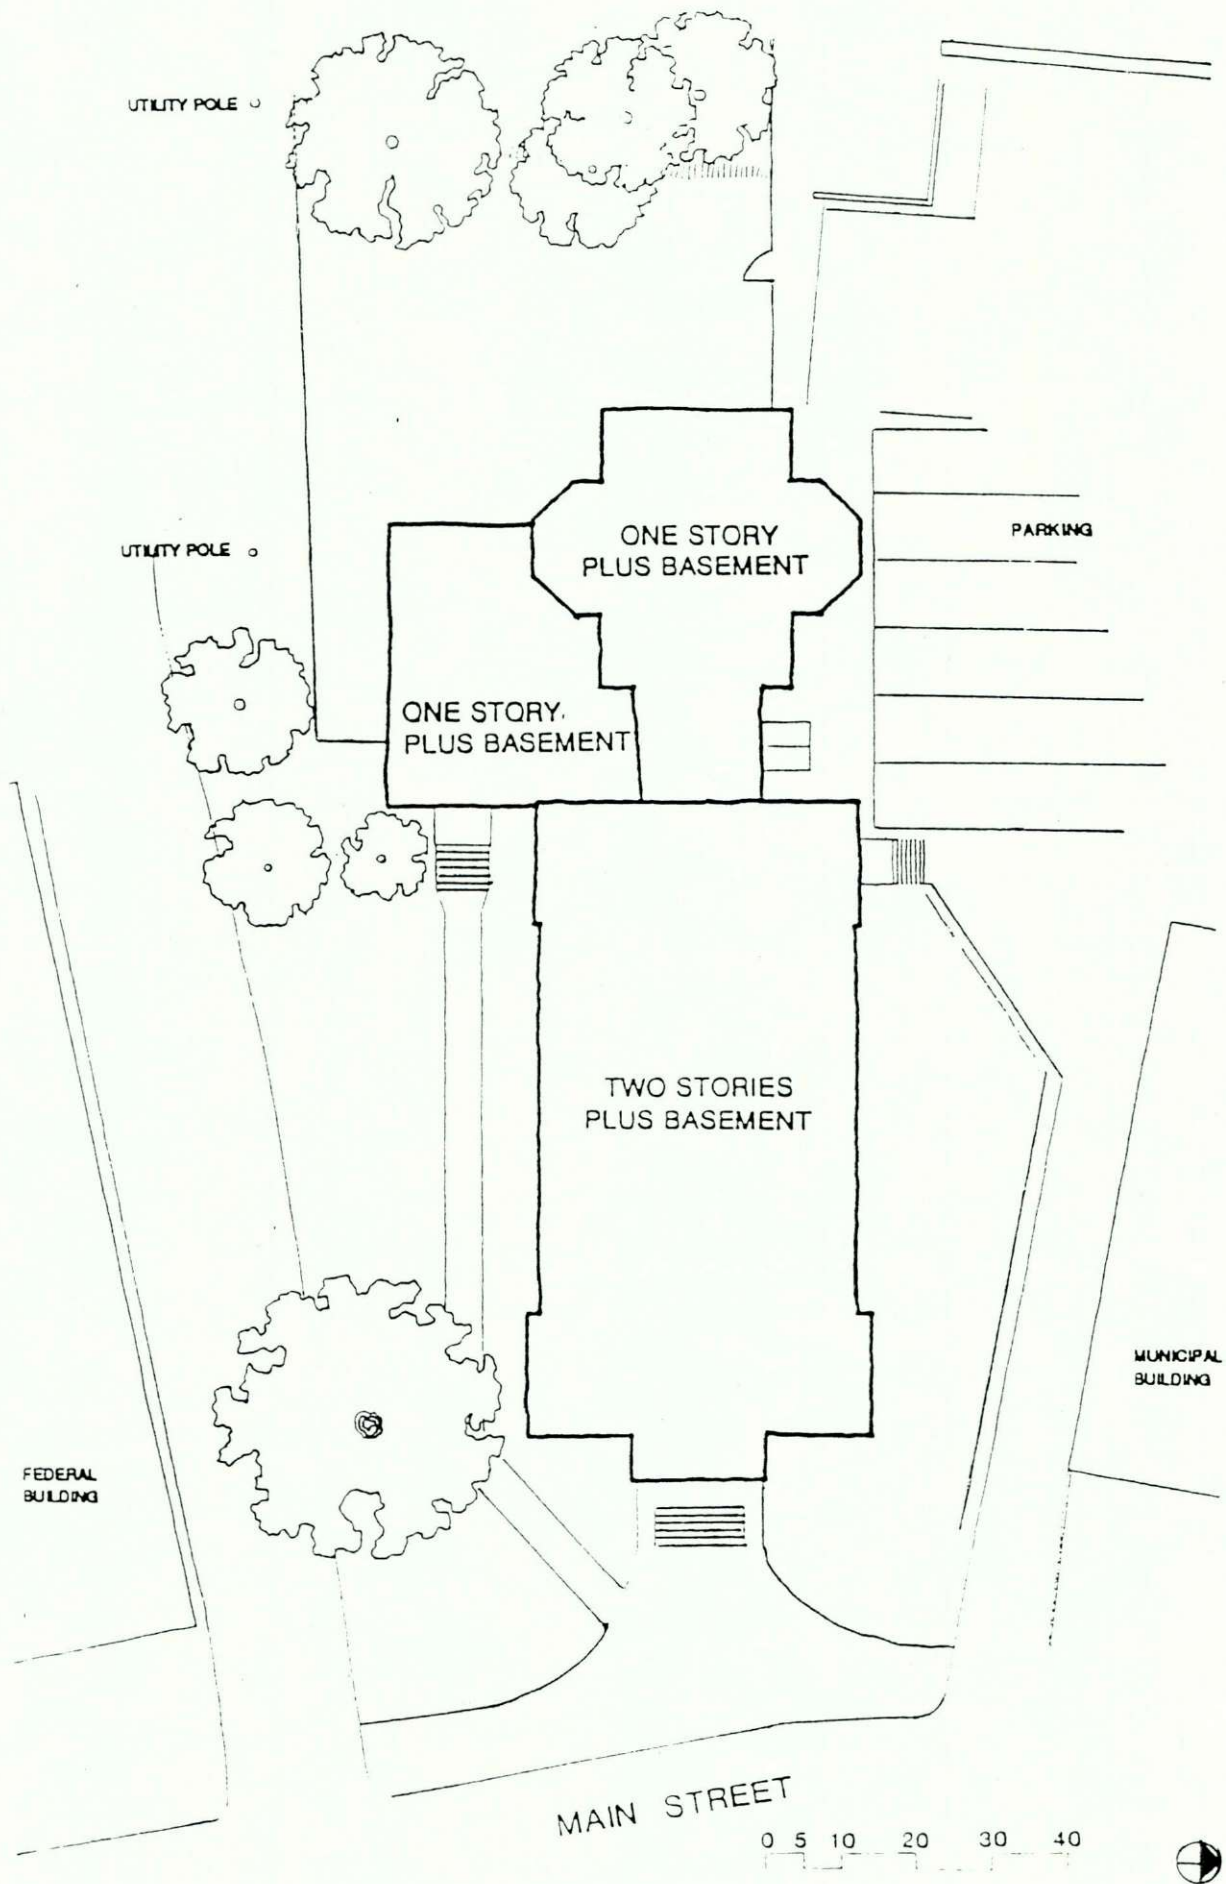 UTILITY POLE
ONE STORY
PLUS BASEMENT
PARKING
UTILITY POLE
ONE STORY
PLUS BASEMENT
TWO STORIES
PLUS BASEMENT
MUNICIPAL
BUILDING
FEDERAL
BUILDING
MAIN STREET
0 5 10 20 30 40